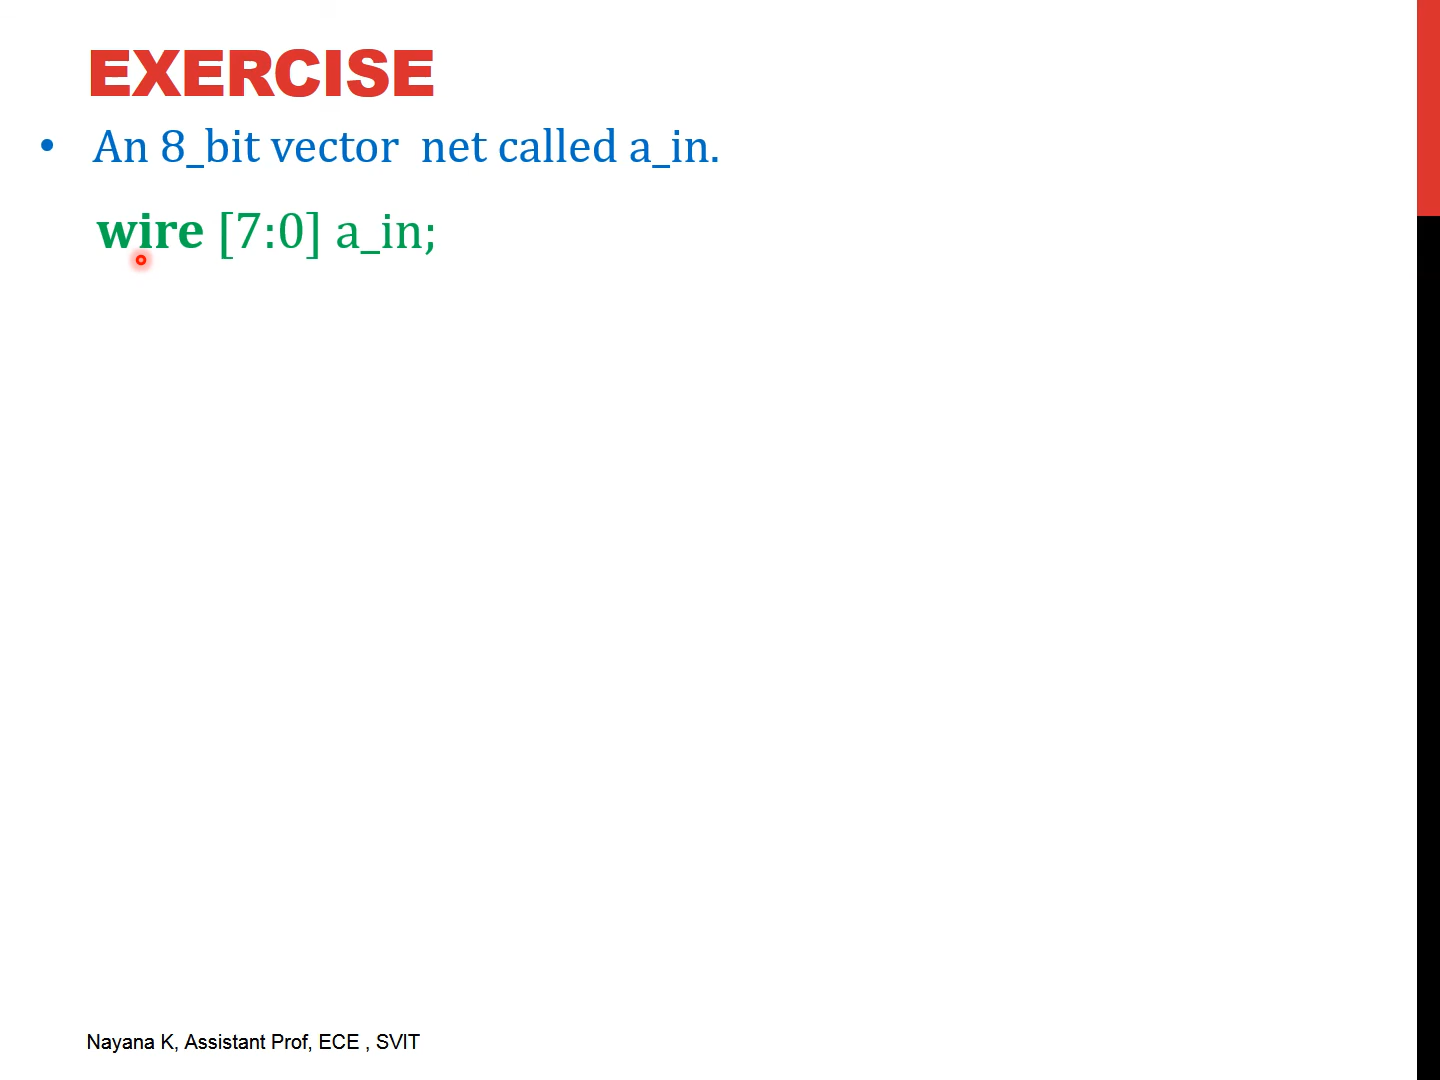 EXERCISE
• An 8_bit vector  net called a_in.
wire [7:0] a_in;
Nayana K, Assistant Prof, ECE , SVIT